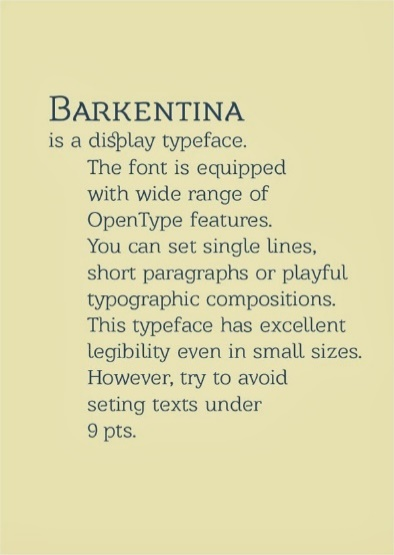 BARKENTINA
is a display typeface.
The font is equipped
with wide range of
OpenType features.
You can set single lines,
short paragraphs or playful
typographic compositions.
This typeface has excellent
legibility even in small sizes.
However, try to avoid
seting texts under
9 pts.